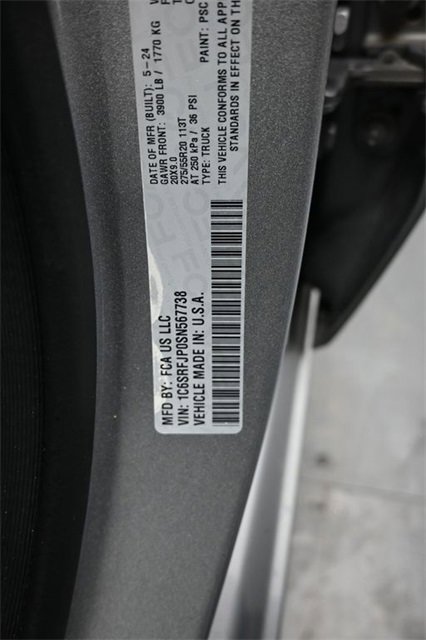 MFD BY: FCA US LLC
VIN: 1C6SRFJP0SN567738
VEHICLE MADE IN: U.S.A.
DATE OF MFR (BUILT): 5-24
GAWR FRONT: 3900 LB / 1770 KG
20X9.0
275/55R20 113T
AT 250 kPa / 36 PSI
TYPE: TRUCK
PAINT: PSC
THIS VEHICLE CONFORMS TO ALL APP
STANDARDS IN EFFECT ON THE